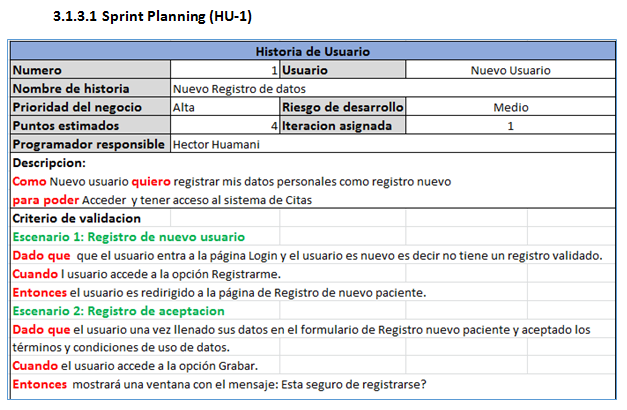 3.1.3.1 Sprint Planning (HU-1)
Historia de Usuario
Numero 1 Usuario Nuevo Usuario
Nombre de historia Nuevo Registro de datos
Prioridad del negocio Alta Riesgo de desarrollo Medio
Puntos estimados 4 Iteracion asignada 1
Programador responsible Hector Huamani
Descripcion:
Como Nuevo usuario quiero registrar mis datos personales como registro nuevo
para poder Acceder y tener acceso al sistema de Citas
Criterio de validacion
Escenario 1: Registro de nuevo usuario
Dado que que el usuario entra a la página Login y el usuario es nuevo es decir no tiene un registro validado.
Cuando l usuario accede a la opción Registrarme.
Entonces el usuario es redirigido a la página de Registro de nuevo paciente.
Escenario 2: Registro de aceptacion
Dado que el usuario una vez llenado sus datos en el formulario de Registro nuevo paciente y aceptado los
términos y condiciones de uso de datos.
Cuando el usuario accede a la opción Grabar.
Entonces mostrará una ventana con el mensaje: Esta seguro de registrarse?